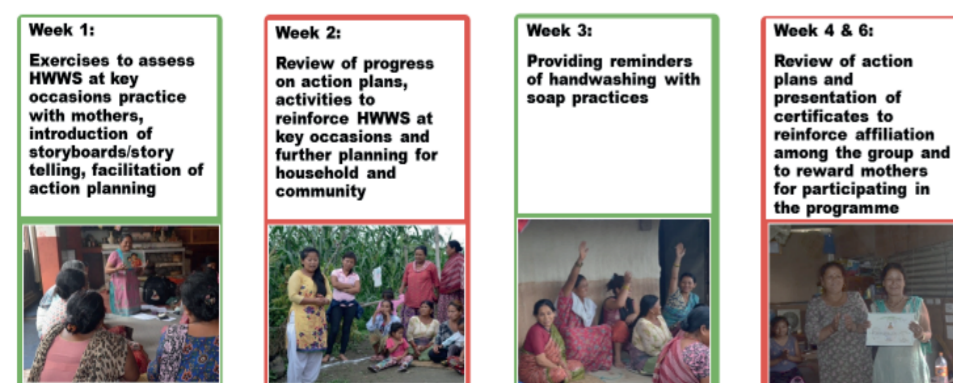 Week 1:
Exercises to assess
HWWS at key
occasions practice
with mothers,
introduction of
storyboards/story
telling, facilitation of
action planning
Week 2:
Review of progress
on action plans,
activities to
reinforce HWWS at
key occasions and
further planning for
household and
community
Week 3:
Providing reminders
of handwashing with
soap practices
Week 4 & 6:
Review of action
plans and
presentation of
certificates to
reinforce affiliation
among the group and
to reward mothers
for participating in
the programme